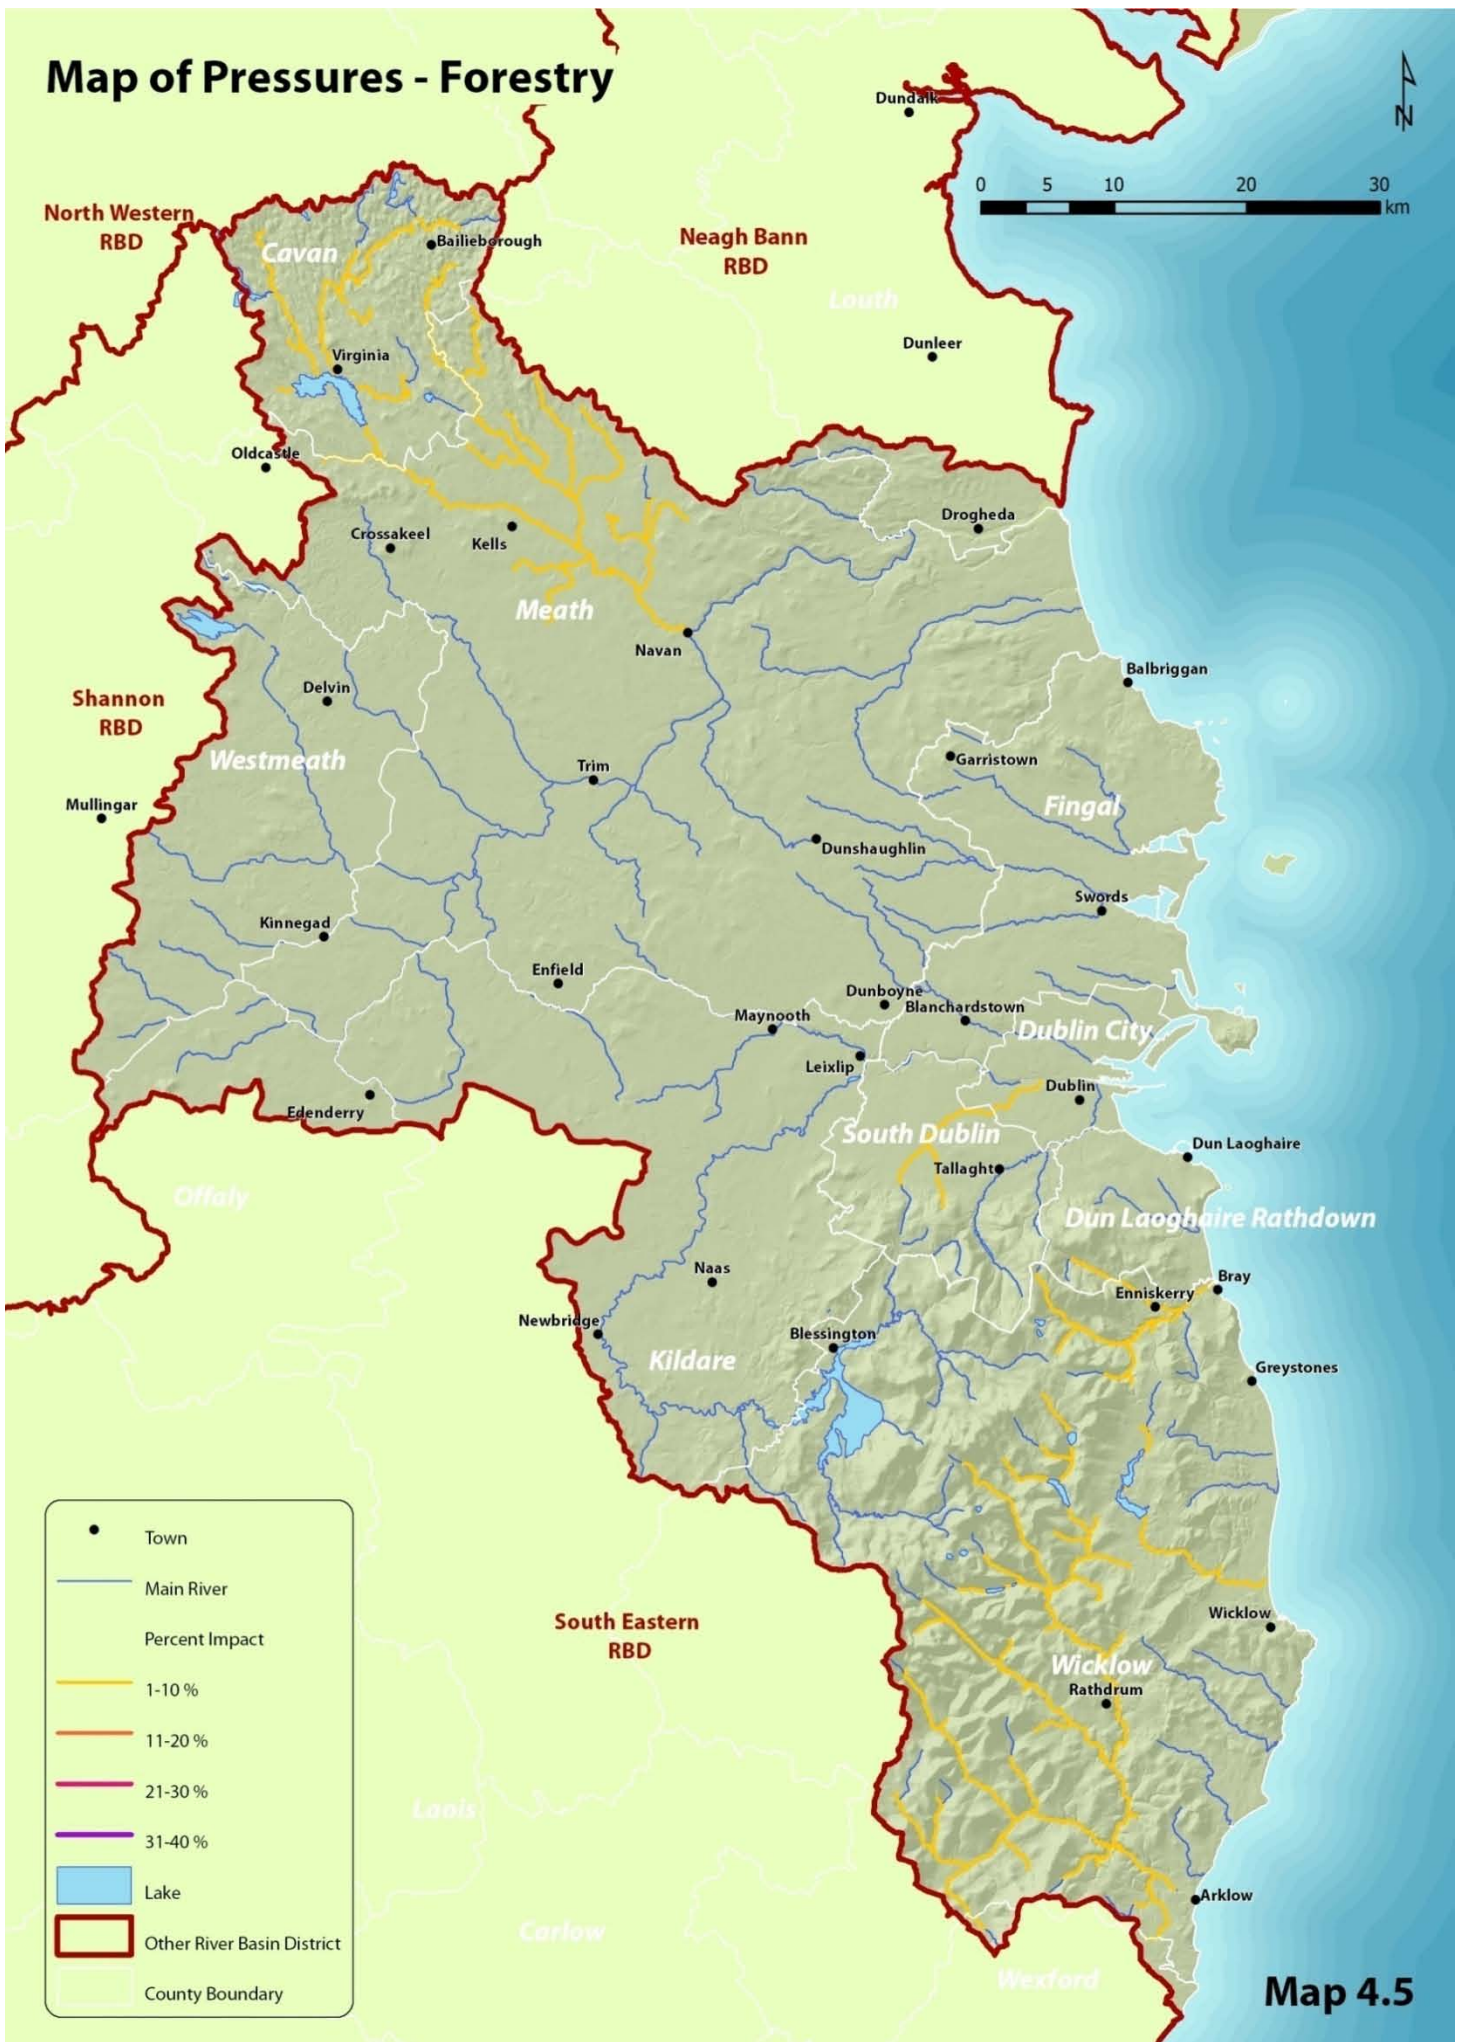 Map of Pressures - Forestry
N
Dundalk
0 5 10 20 30
km
North Western
RBD
Cavan
Bailieborough
Neagh Bann
RBD
Louth
Dunleer
Virginia
Oldcastle
Crossakeel
Kells
Drogheda
Meath
Navan
Balbriggan
Shannon
RBD
Delvin
Westmeath
Garristown
Trim
Fingal
Mullingar
Dunshaughlin
Swords
Kinnegad
Enfield
Dunboyne
Blanchardstown
Maynooth
Dublin City
Leixlip
Dublin
Edenderry
South Dublin
Dun Laoghaire
Tallaght
Offaly
Dun Laoghaire Rathdown
Naas
Bray
Enniskerry
Newbridge
Blessington
Kildare
Greystones
Wicklow
South Eastern
RBD
Wicklow
Rathdrum
Laois
Arklow
Carlow
Wexford
Town
Main River
Percent Impact
1-10 %
11-20 %
21-30 %
31-40 %
Lake
Other River Basin District
County Boundary
Map 4.5